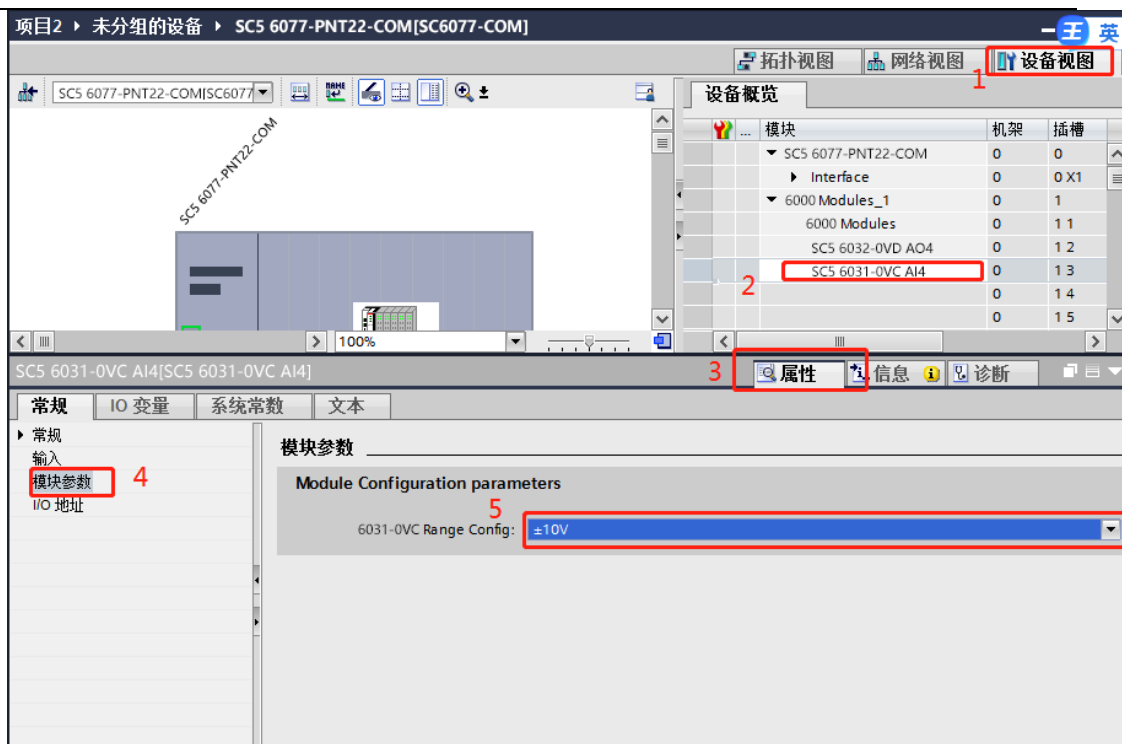 项目2 ▸ 未分组的设备 ▸ SC5 6077-PNT22-COM[SC6077-COM]
王 英
拓扑视图 网络视图 设备视图
1
SC5 6077-PNT22-COM[SC6077
设备概览
... 模块 机架 插槽
SC5 6077-PNT22-COM 0 0
Interface 0 0 X1
6000 Modules_1 0 1
6000 Modules 0 1 1
SC5 6032-0VD AO4 0 1 2
SC5 6031-0VC AI4 0 1 3
2
0 1 4
0 1 5
SC5 6077-PNT22-COM
100%
SC5 6031-0VC AI4[SC5 6031-0VC AI4]
3
属性 信息 诊断
常规 IO 变量 系统常数 文本
常规
输入
模块参数
4
I/O 地址
模块参数
Module Configuration parameters
5
6031-0VC Range Config: ±10V